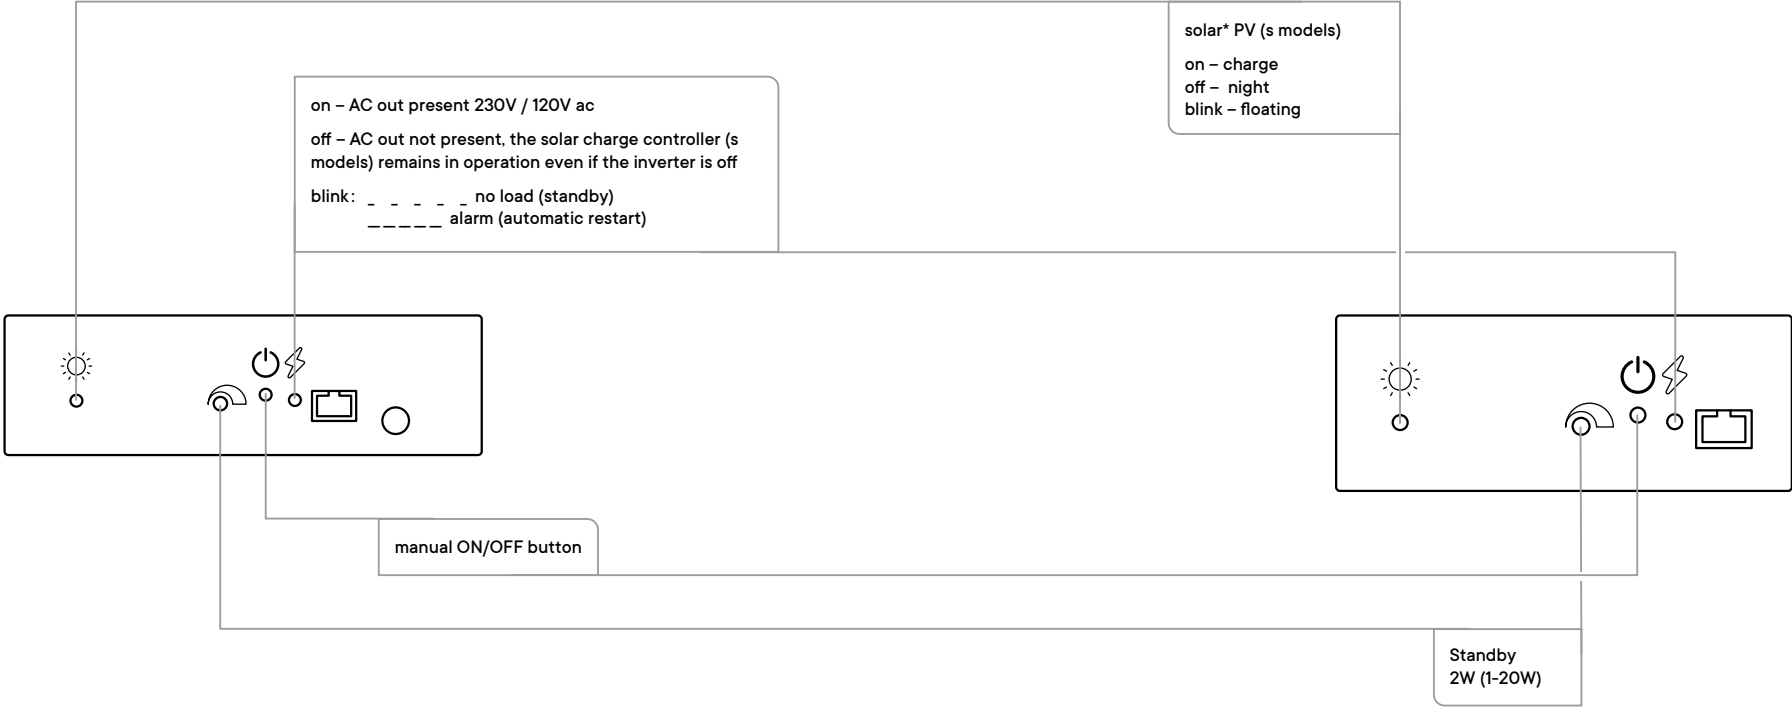 solar* PV (s models)
on – charge
off – night
blink – floating
on – AC out present 230V / 120V ac
off – AC out not present, the solar charge controller (s
models) remains in operation even if the inverter is off
blink: _ _ _ _ _ no load (standby)
_____ alarm (automatic restart)
manual ON/OFF button
Standby
2W (1-20W)